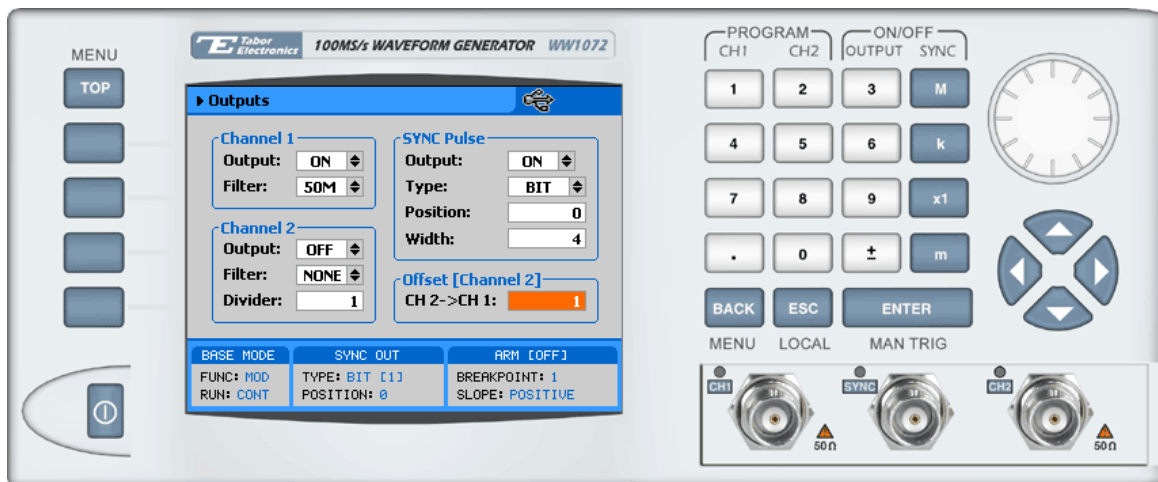 MENU
TOP
Tabor
Electronics
100MS/s WAVEFORM GENERATOR WW1072
▸ Outputs
Channel 1
Output: ON
Filter: 50M
Channel 2
Output: OFF
Filter: NONE
Divider: 1
SYNC Pulse
Output: ON
Type: BIT
Position: 0
Width: 4
Offset [Channel 2]
CH 2->CH 1: 1
BASE MODE
FUNC: MOD
RUN: CONT
SYNC OUT
TYPE: BIT [1]
POSITION: 0
ARM [OFF]
BREAKPOINT: 1
SLOPE: POSITIVE
PROGRAM
CH1 CH2
ON/OFF
OUTPUT SYNC
1 2 3 M
4 5 6 k
7 8 9 x1
. 0 ± m
BACK ESC ENTER
MENU LOCAL MAN TRIG
CH1 SYNC CH2
50Ω 50Ω